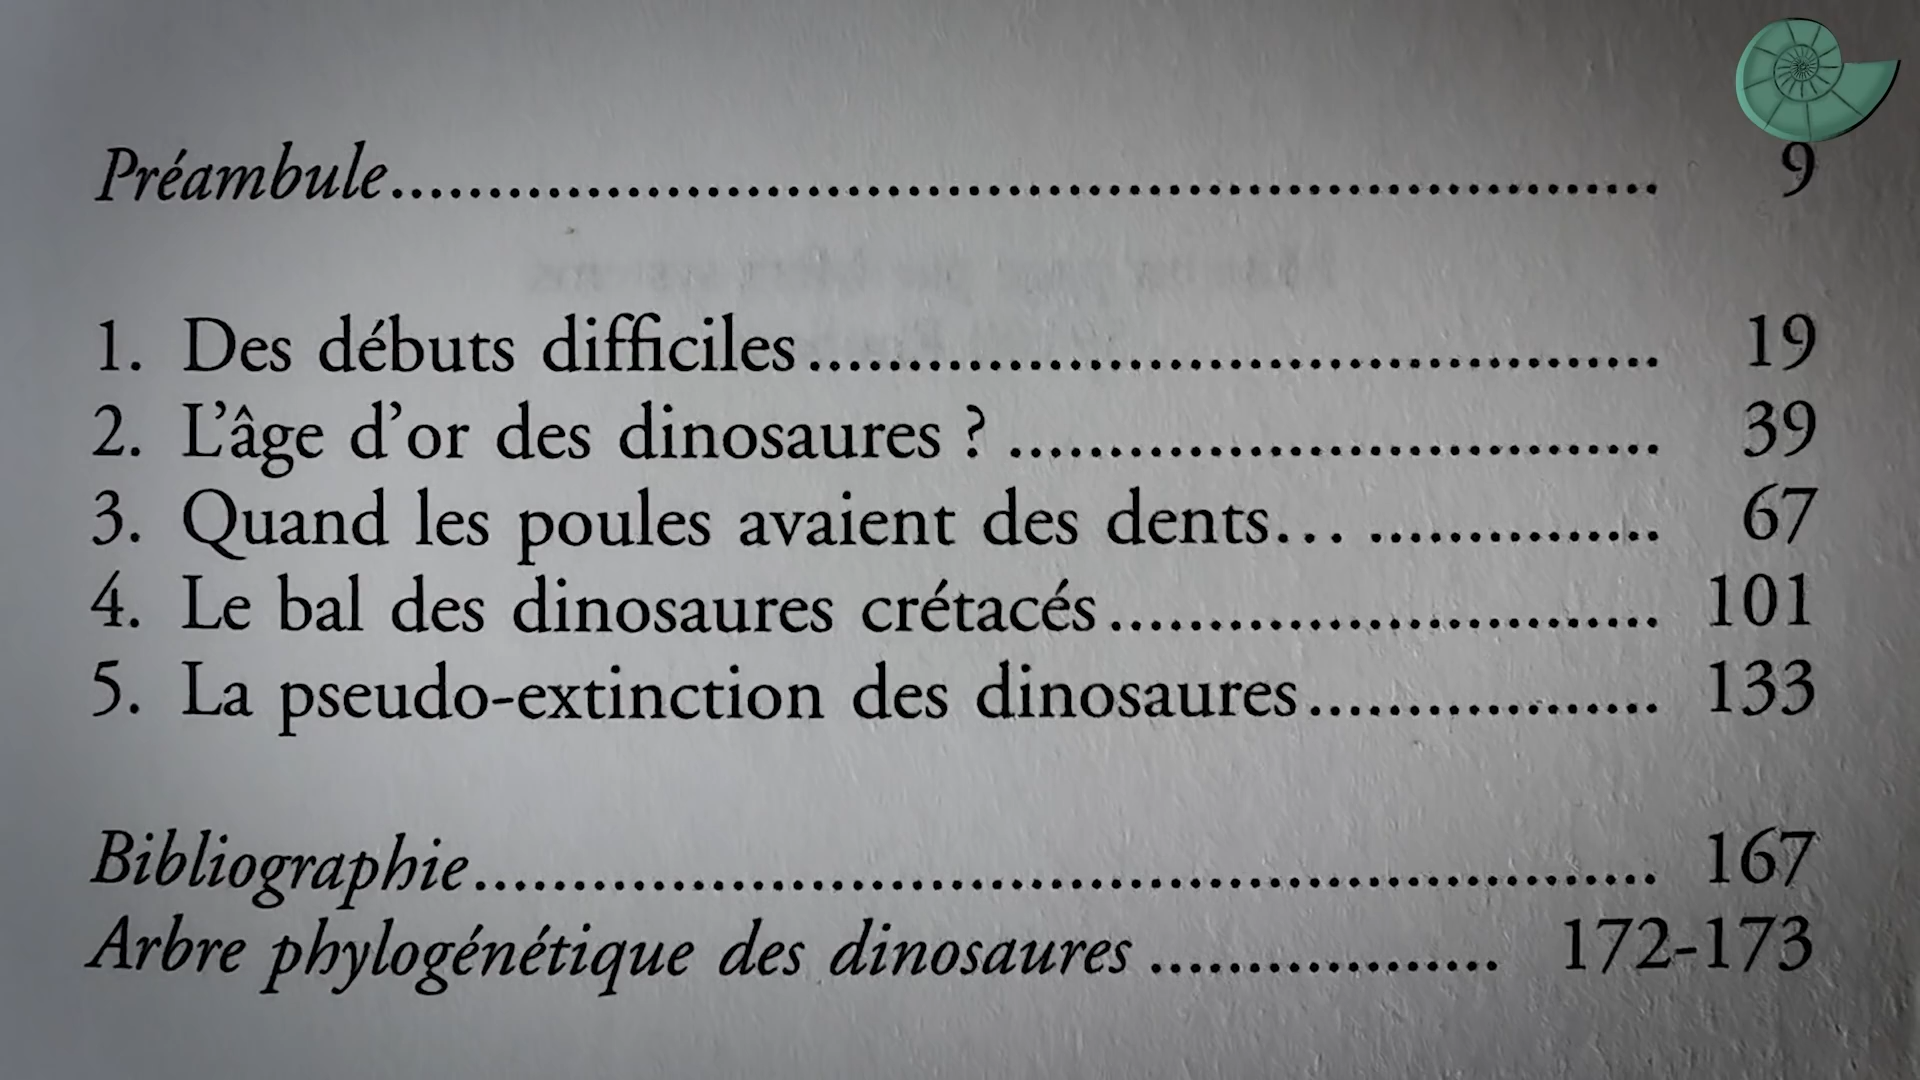 Préambule.................................................................. 9
1. Des débuts difficiles............................................. 19
2. L’âge d’or des dinosaures ? .................................. 39
3. Quand les poules avaient des dents... ............... 67
4. Le bal des dinosaures crétacés............................. 101
5. La pseudo-extinction des dinosaures.................. 133
Bibliographie.............................................................. 167
Arbre phylogénétique des dinosaures .................. 172-173